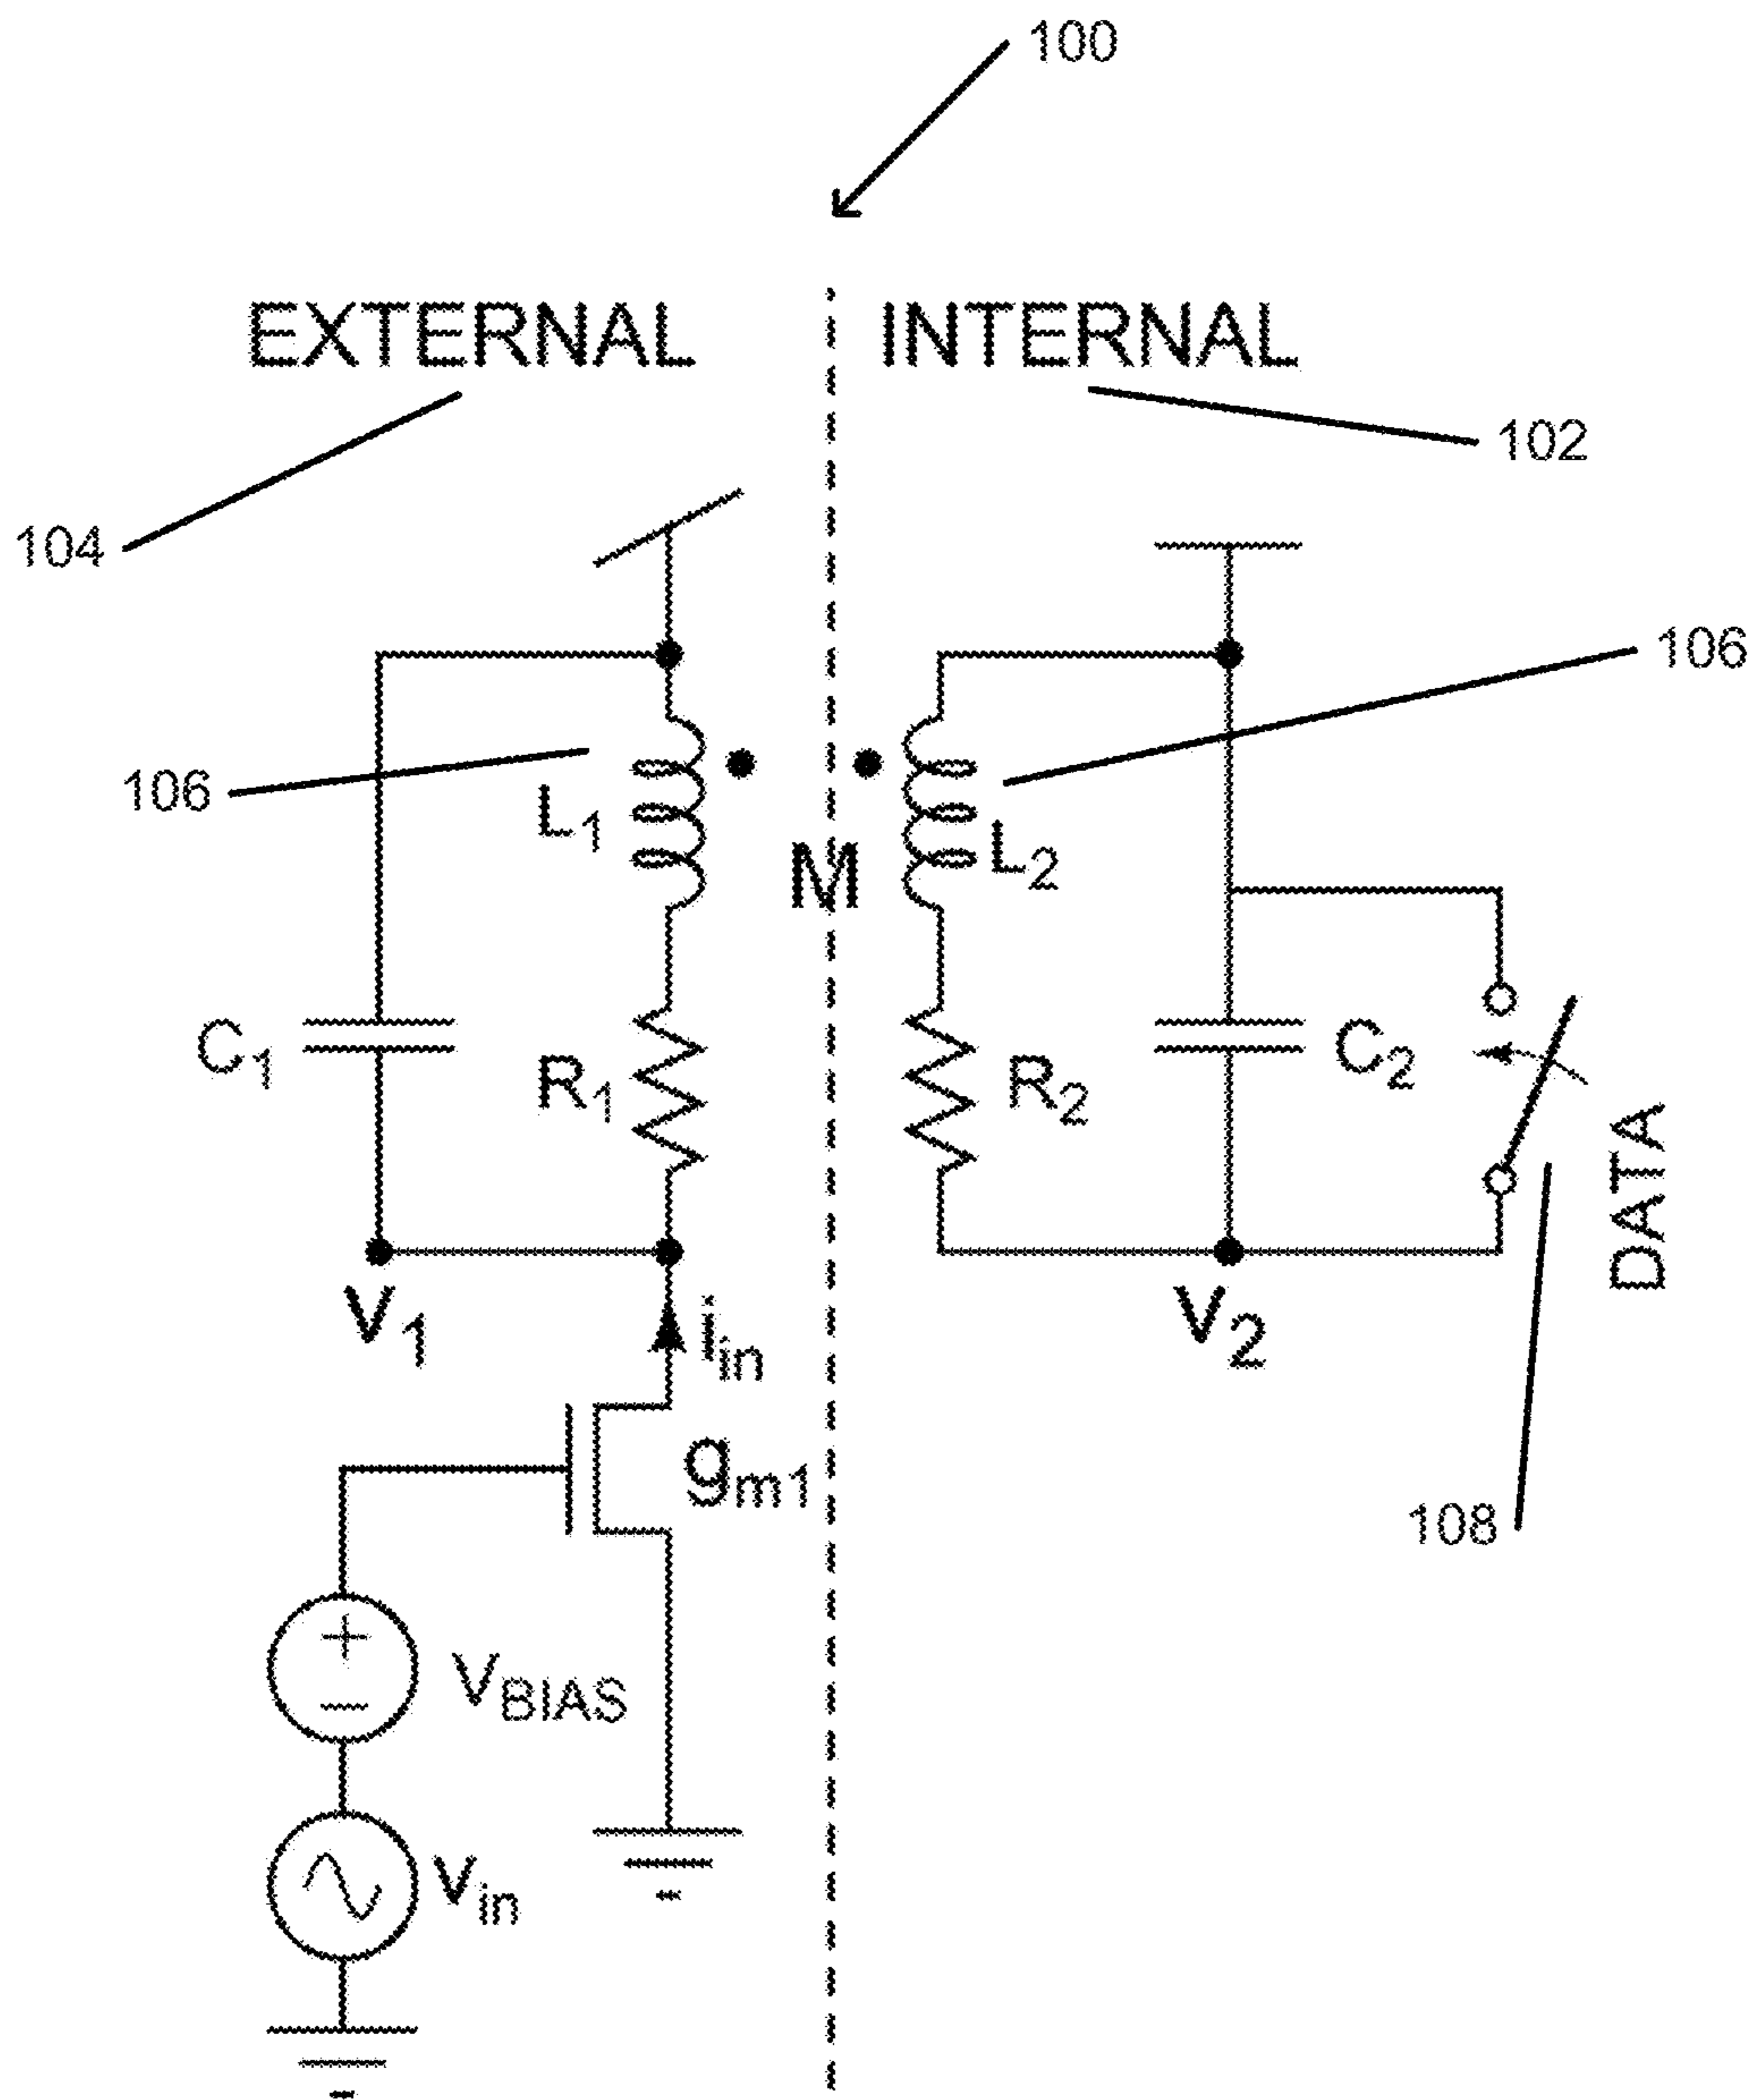 100
EXTERNAL
INTERNAL
102
104
106
106
L1
M
L2
C1
R1
R2
C2
DATA
V1
iin
V2
gm1
108
+
VBIAS
−
Vin